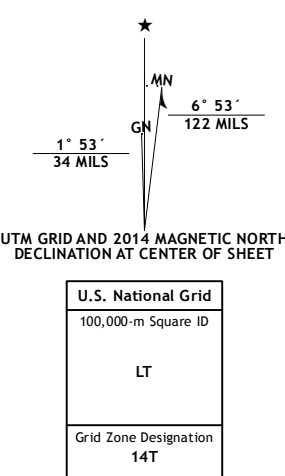 ★
MN
6° 53´
122 MILS
GN
1° 53´
34 MILS
UTM GRID AND 2014 MAGNETIC NORTH
DECLINATION AT CENTER OF SHEET
U.S. National Grid
100,000-m Square ID
LT
Grid Zone Designation
14T